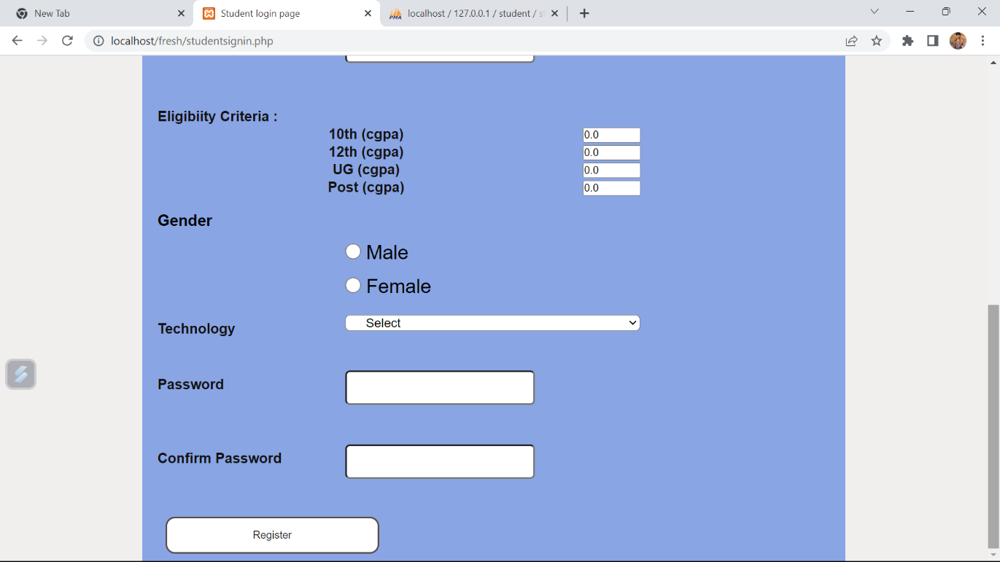 New Tab
Student login page
localhost / 127.0.0.1 / student /
localhost/fresh/studentsignin.php
Eligibiity Criteria :
10th (cgpa) 0.0
12th (cgpa) 0.0
UG (cgpa) 0.0
Post (cgpa) 0.0
Gender
Male
Female
Technology Select
Password
Confirm Password
Register